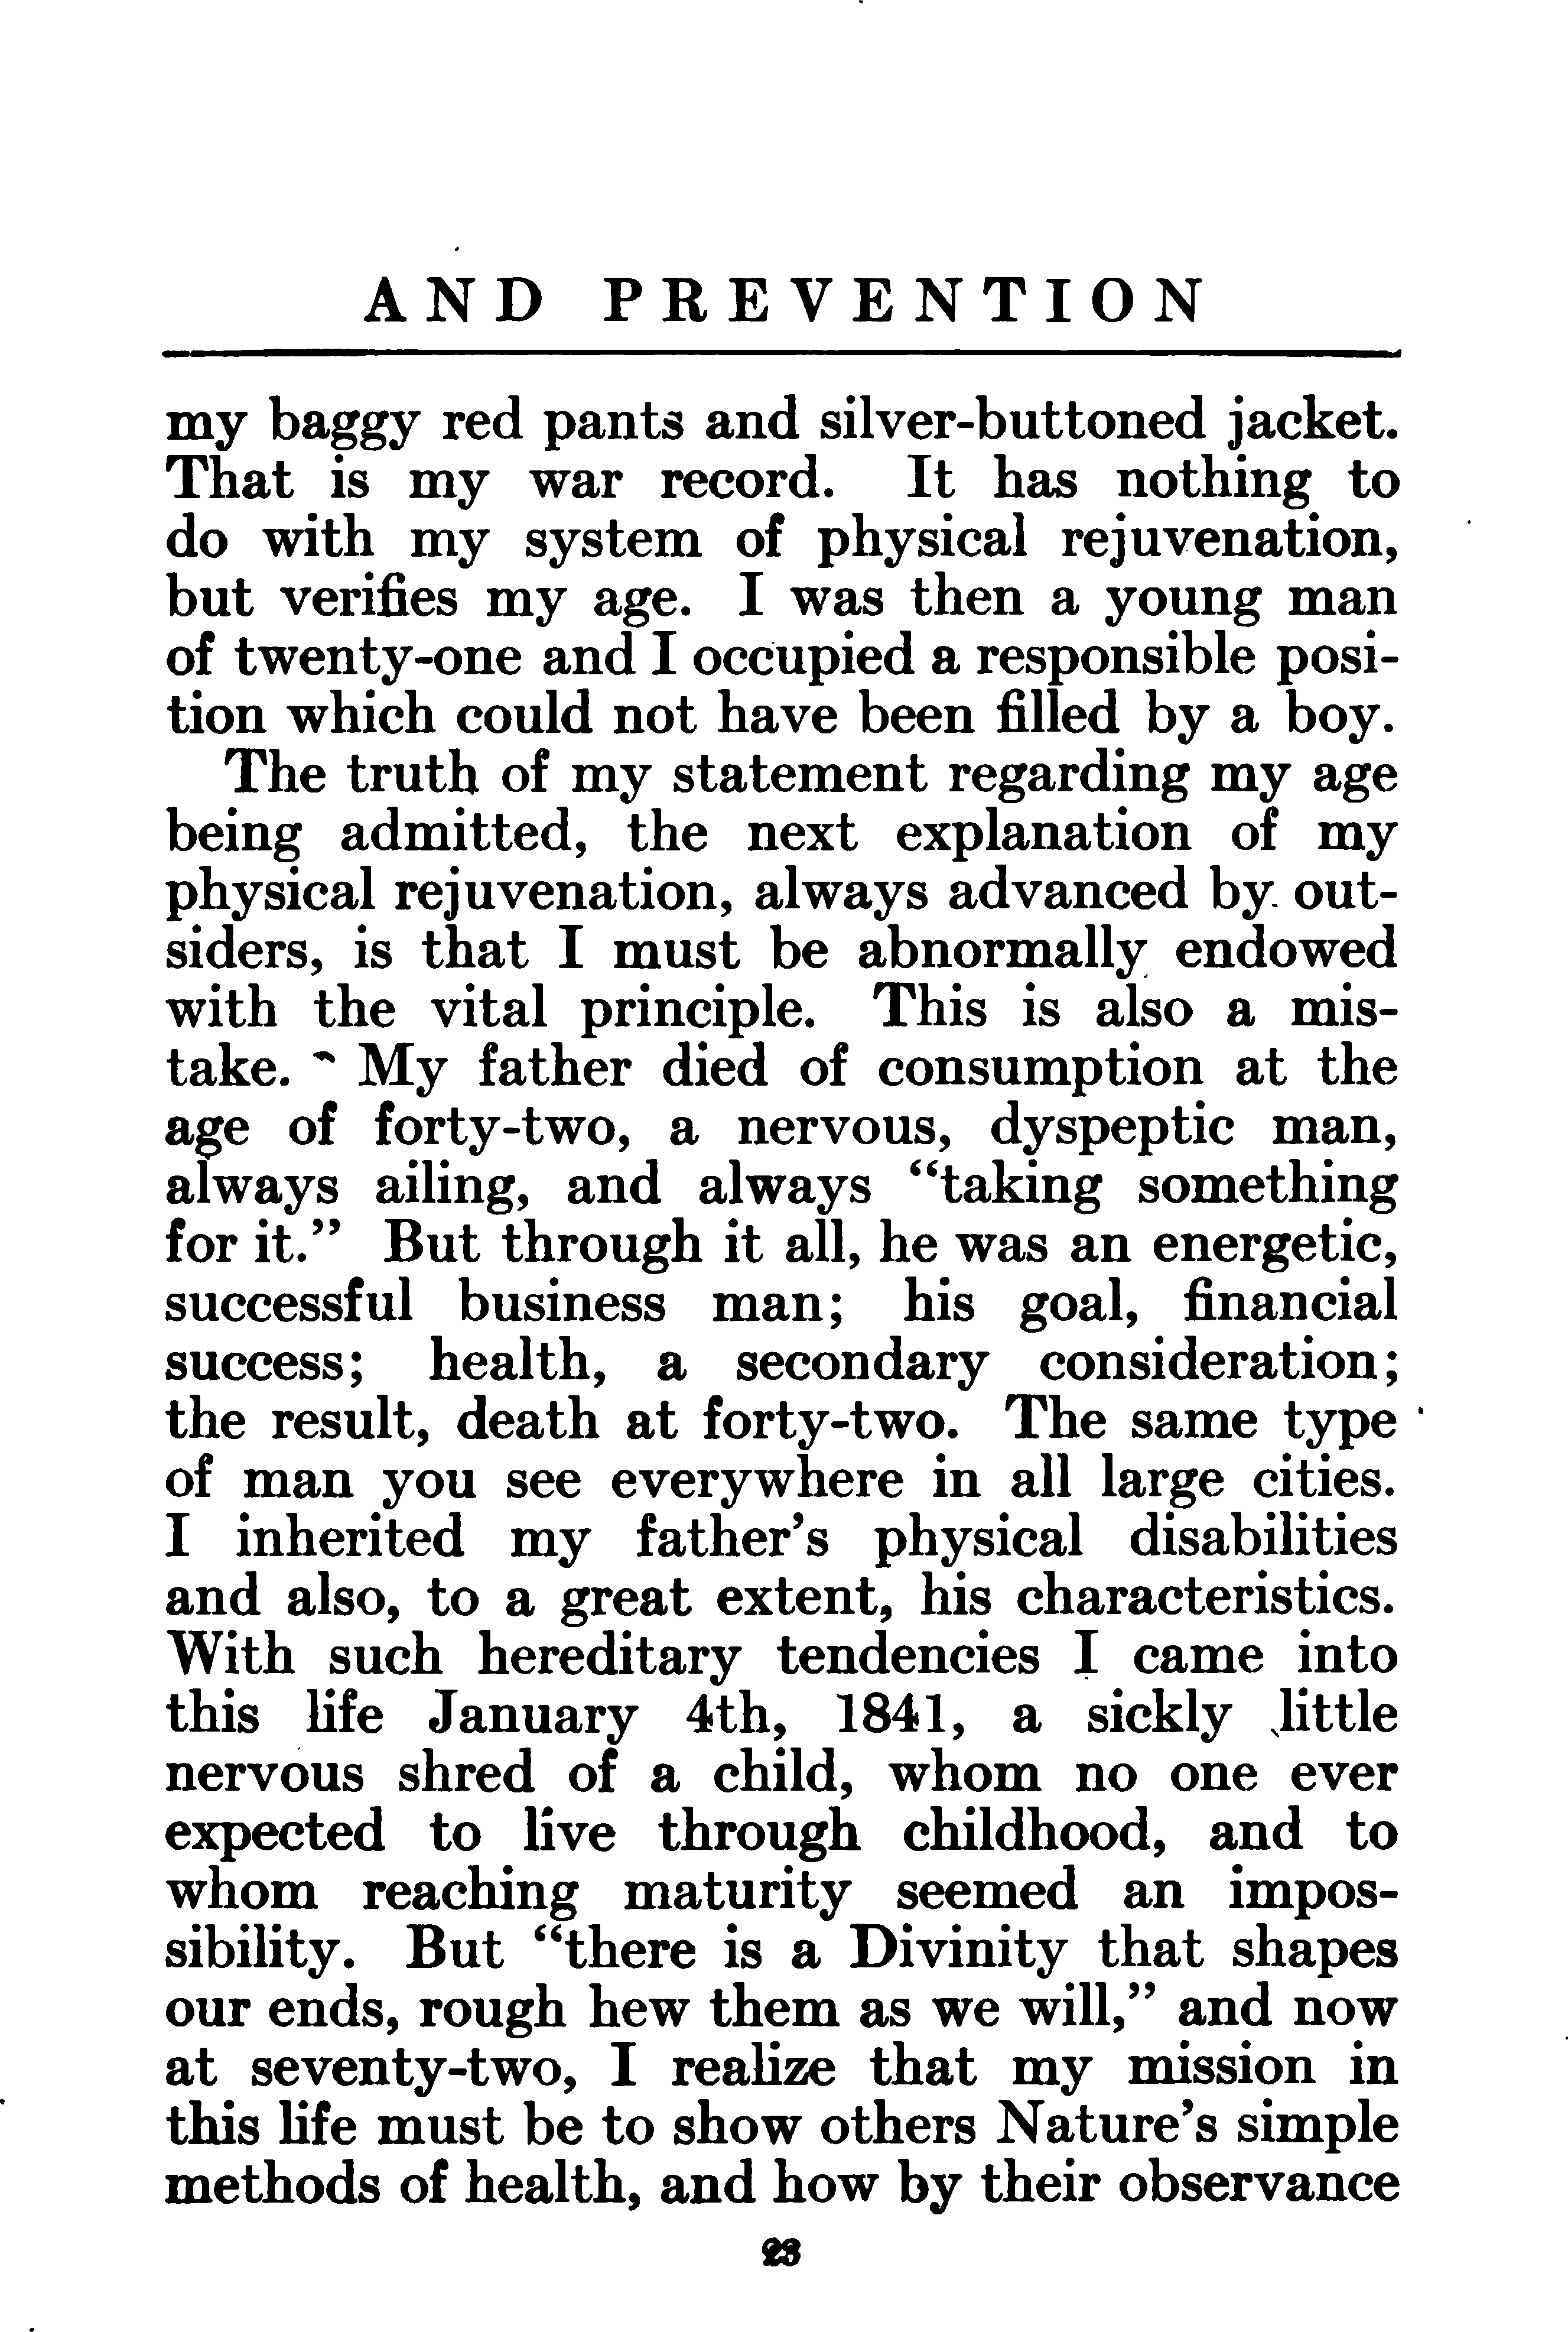 AND PREVENTION
my baggy red pants and silver-buttoned jacket.
That is my war record. It has nothing to
do with my system of physical rejuvenation,
but verifies my age. I was then a young man
of twenty-one and I occupied a responsible posi-
tion which could not have been filled by a boy.
The truth of my statement regarding my age
being admitted, the next explanation of my
physical rejuvenation, always advanced by out-
siders, is that I must be abnormally endowed
with the vital principle. This is also a mis-
take. My father died of consumption at the
age of forty-two, a nervous, dyspeptic man,
always ailing, and always “taking something
for it.” But through it all, he was an energetic,
successful business man; his goal, financial
success; health, a secondary consideration;
the result, death at forty-two. The same type
of man you see everywhere in all large cities.
I inherited my father’s physical disabilities
and also, to a great extent, his characteristics.
With such hereditary tendencies I came into
this life January 4th, 1841, a sickly little
nervous shred of a child, whom no one ever
expected to live through childhood, and to
whom reaching maturity seemed an impos-
sibility. But “there is a Divinity that shapes
our ends, rough hew them as we will,” and now
at seventy-two, I realize that my mission in
this life must be to show others Nature’s simple
methods of health, and how by their observance
23